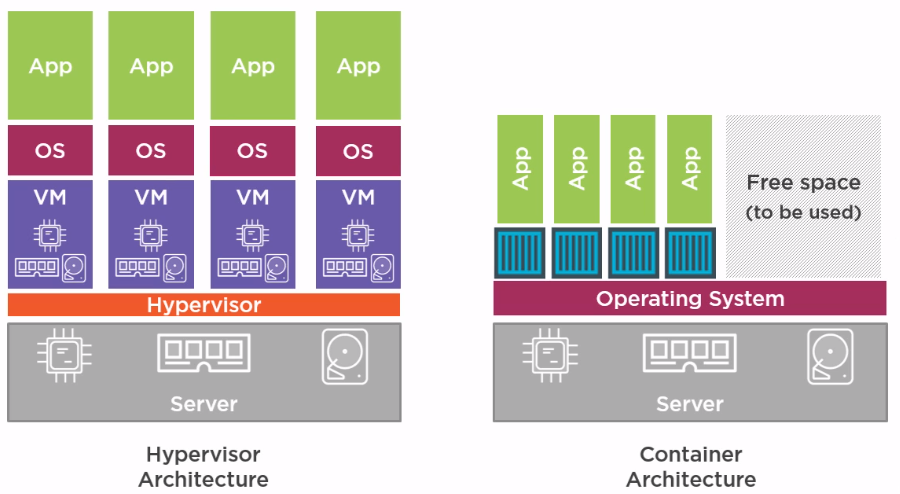 App
App
App
App
OS
OS
OS
OS
VM
VM
VM
VM
Hypervisor
Server
Hypervisor
Architecture
App
App
App
App
Free space
(to be used)
Operating System
Server
Container
Architecture